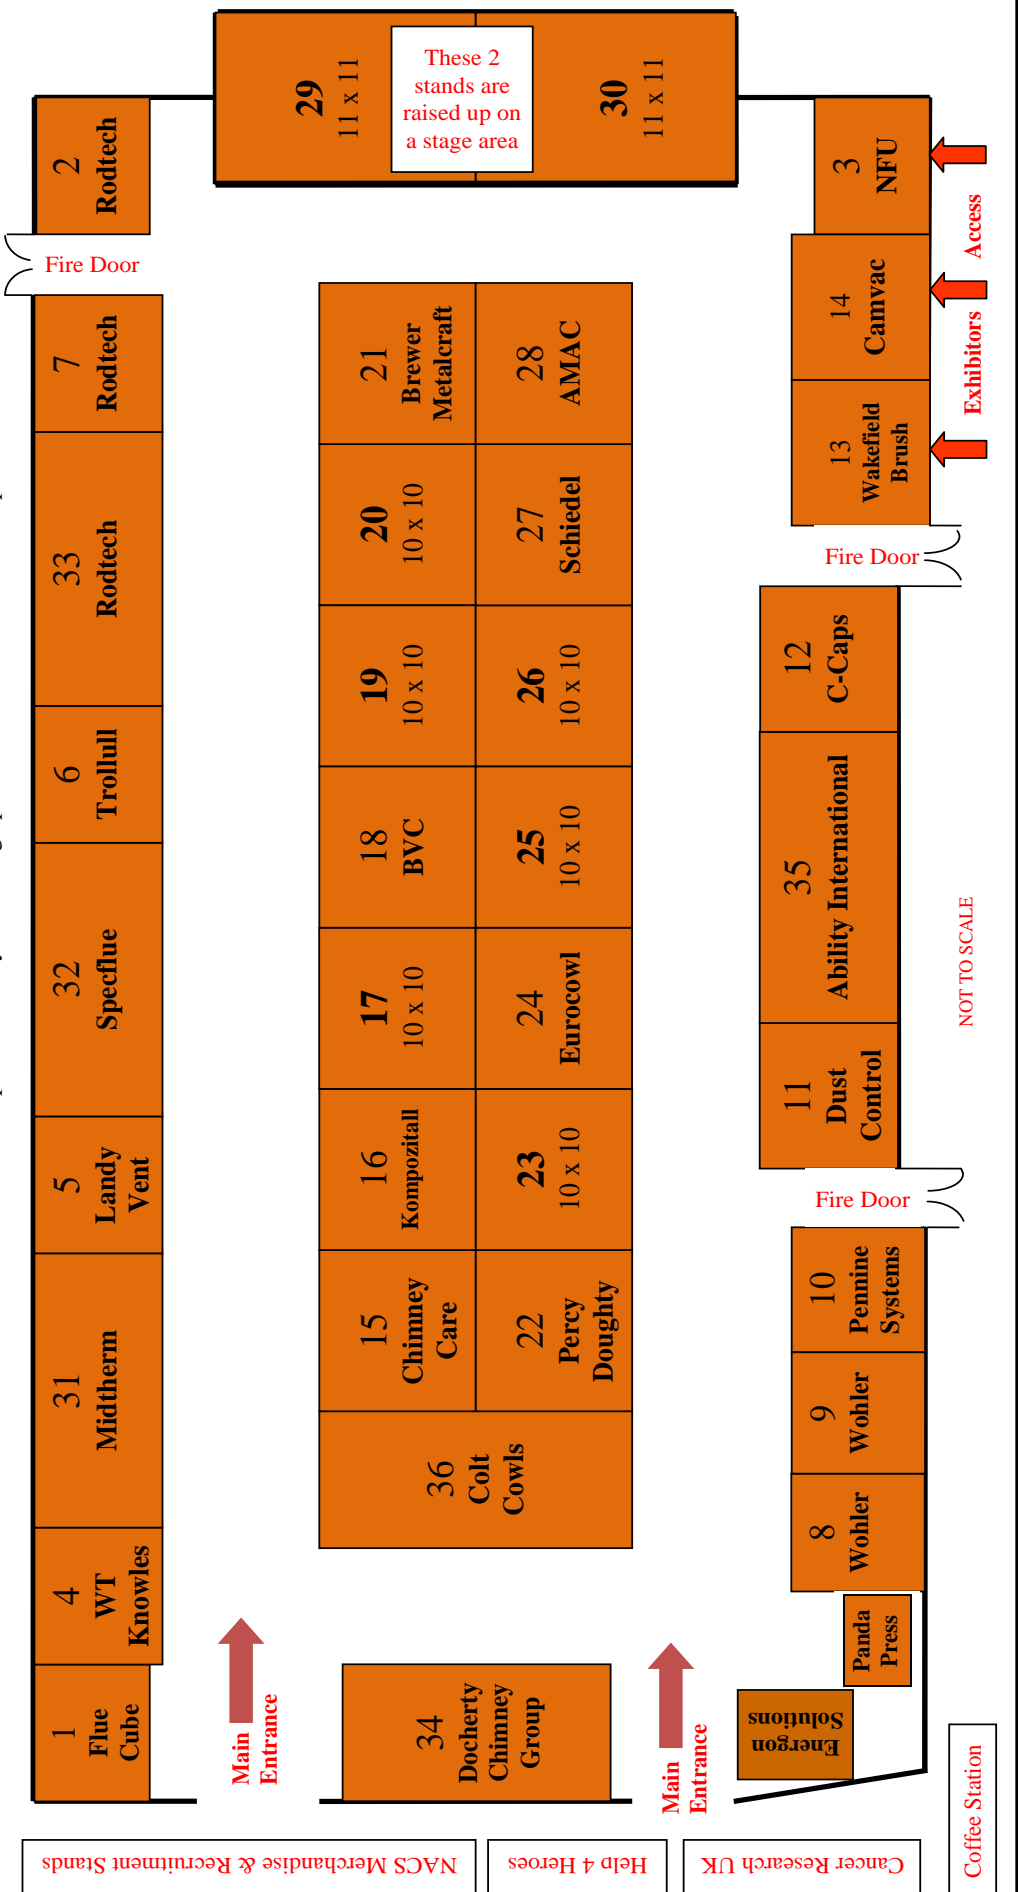 29
11 x 11
These 2
stands are
raised up on
a stage area
30
11 x 11
2
Rodtech
3
NFU
Fire Door
Access
7
Rodtech
21
Brewer
Metalcraft
28
AMAC
14
Camvac
Exhibitors
33
Rodtech
20
10 x 10
27
Schiedel
13
Wakefield
Brush
Fire Door
19
10 x 10
26
10 x 10
12
C-Caps
6
Trollull
18
BVC
25
10 x 10
35
Ability International
32
Specflue
17
10 x 10
24
Eurocowl
NOT TO SCALE
11
Dust
Control
5
Landy
Vent
16
Kompozitall
23
10 x 10
Fire Door
31
Midtherm
15
Chimney
Care
22
Percy
Doughty
10
Pennine
Systems
36
Colt
Cowls
9
Wohler
4
WT
Knowles
8
Wohler
Panda
Press
1
Flue
Cube
Main
Entrance
34
Docherty
Chimney
Group
Main
Entrance
Energon
Solutions
NACS Merchandise & Recruitment Stands
Help 4 Heroes
Cancer Research UK
Coffee Station